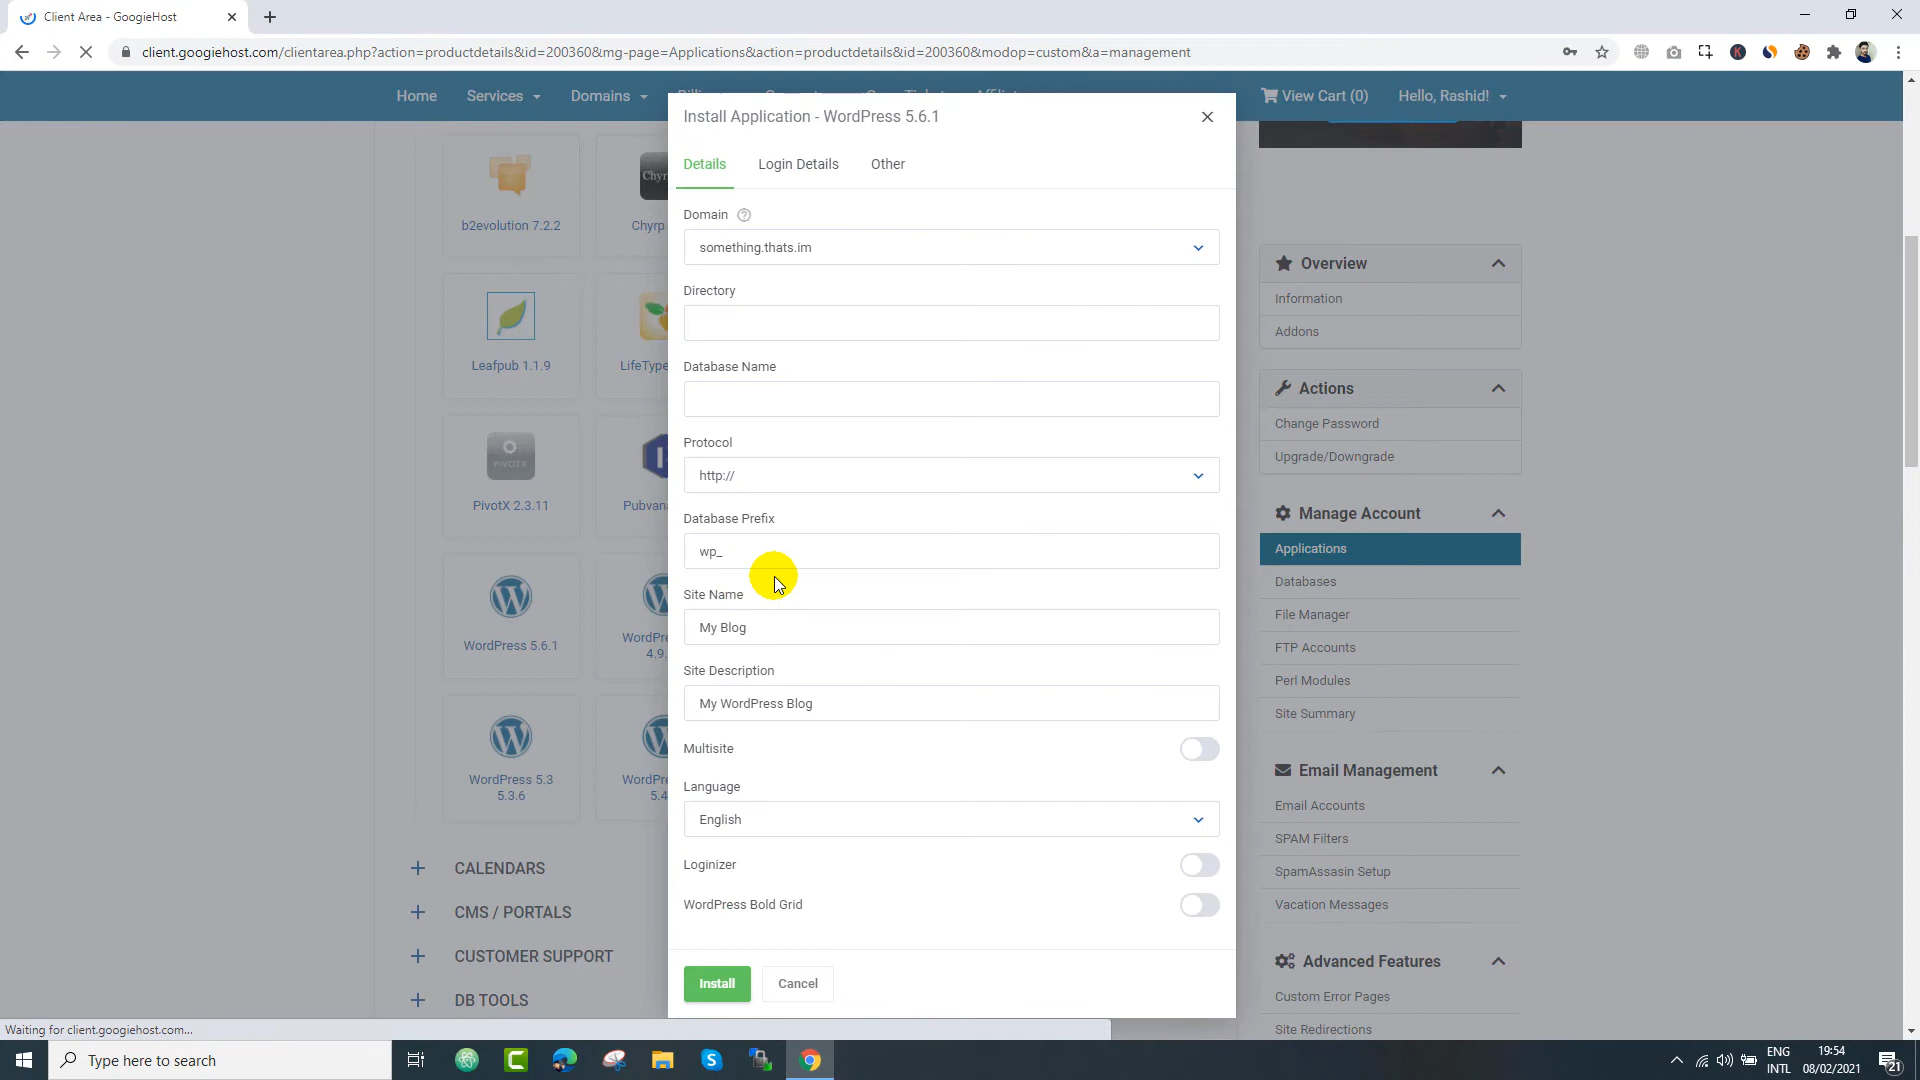 Client Area - GoogieHost
client.googiehost.com/clientarea.php?action=productdetails&id=200360&mg-page=Applications&action=productdetails&id=200360&modop=custom&a=management
Home
Services
Domains
View Cart (0)
Hello, Rashid!
Install Application - WordPress 5.6.1
Details
Login Details
Other
Domain
something.thats.im
Directory
Database Name
Protocol
http://
Database Prefix
wp_
Site Name
My Blog
Site Description
My WordPress Blog
Multisite
Language
English
Loginizer
WordPress Bold Grid
Install
Cancel
b2evolution 7.2.2
Chyrp
Leafpub 1.1.9
LifeType
PIVOTX
PivotX 2.3.11
Pubvan
WordPress 5.6.1
WordPre
4.9.
WordPress 5.3
5.3.6
WordPre
5.4
CALENDARS
CMS / PORTALS
CUSTOMER SUPPORT
DB TOOLS
Overview
Information
Addons
Actions
Change Password
Upgrade/Downgrade
Manage Account
Applications
Databases
File Manager
FTP Accounts
Perl Modules
Site Summary
Email Management
Email Accounts
SPAM Filters
SpamAssasin Setup
Vacation Messages
Advanced Features
Custom Error Pages
Site Redirections
Waiting for client.googiehost.com...
Type here to search
ENG
INTL
19:54
08/02/2021
21